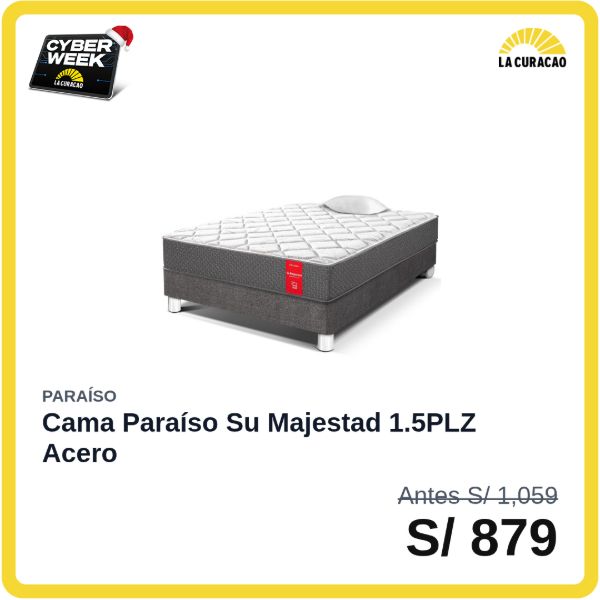 CYBER
WEEK
LA CURACAO
LA CURACAO
PARAÍSO
Cama Paraíso Su Majestad 1.5PLZ
Acero
Antes S/ 1,059
S/ 879